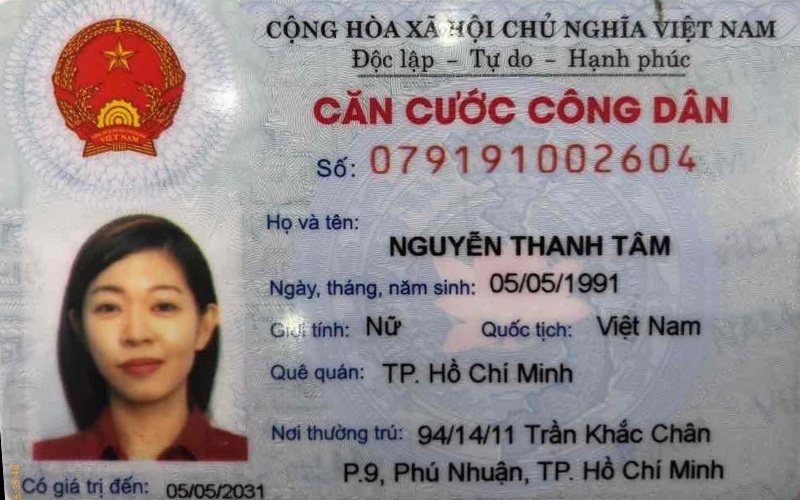 CỘNG HÒA XÃ HỘI CHỦ NGHĨA VIỆT NAM
Độc lập - Tự do - Hạnh phúc
CĂN CƯỚC CÔNG DÂN
Số: 079191002604
Họ và tên:
NGUYỄN THANH TÂM
Ngày, tháng, năm sinh: 05/05/1991
Giới tính: Nữ Quốc tịch: Việt Nam
Quê quán: TP. Hồ Chí Minh
Nơi thường trú: 94/14/11 Trần Khắc Chân
P.9, Phú Nhuận, TP. Hồ Chí Minh
Có giá trị đến: 05/05/2031
VIỆT NAM